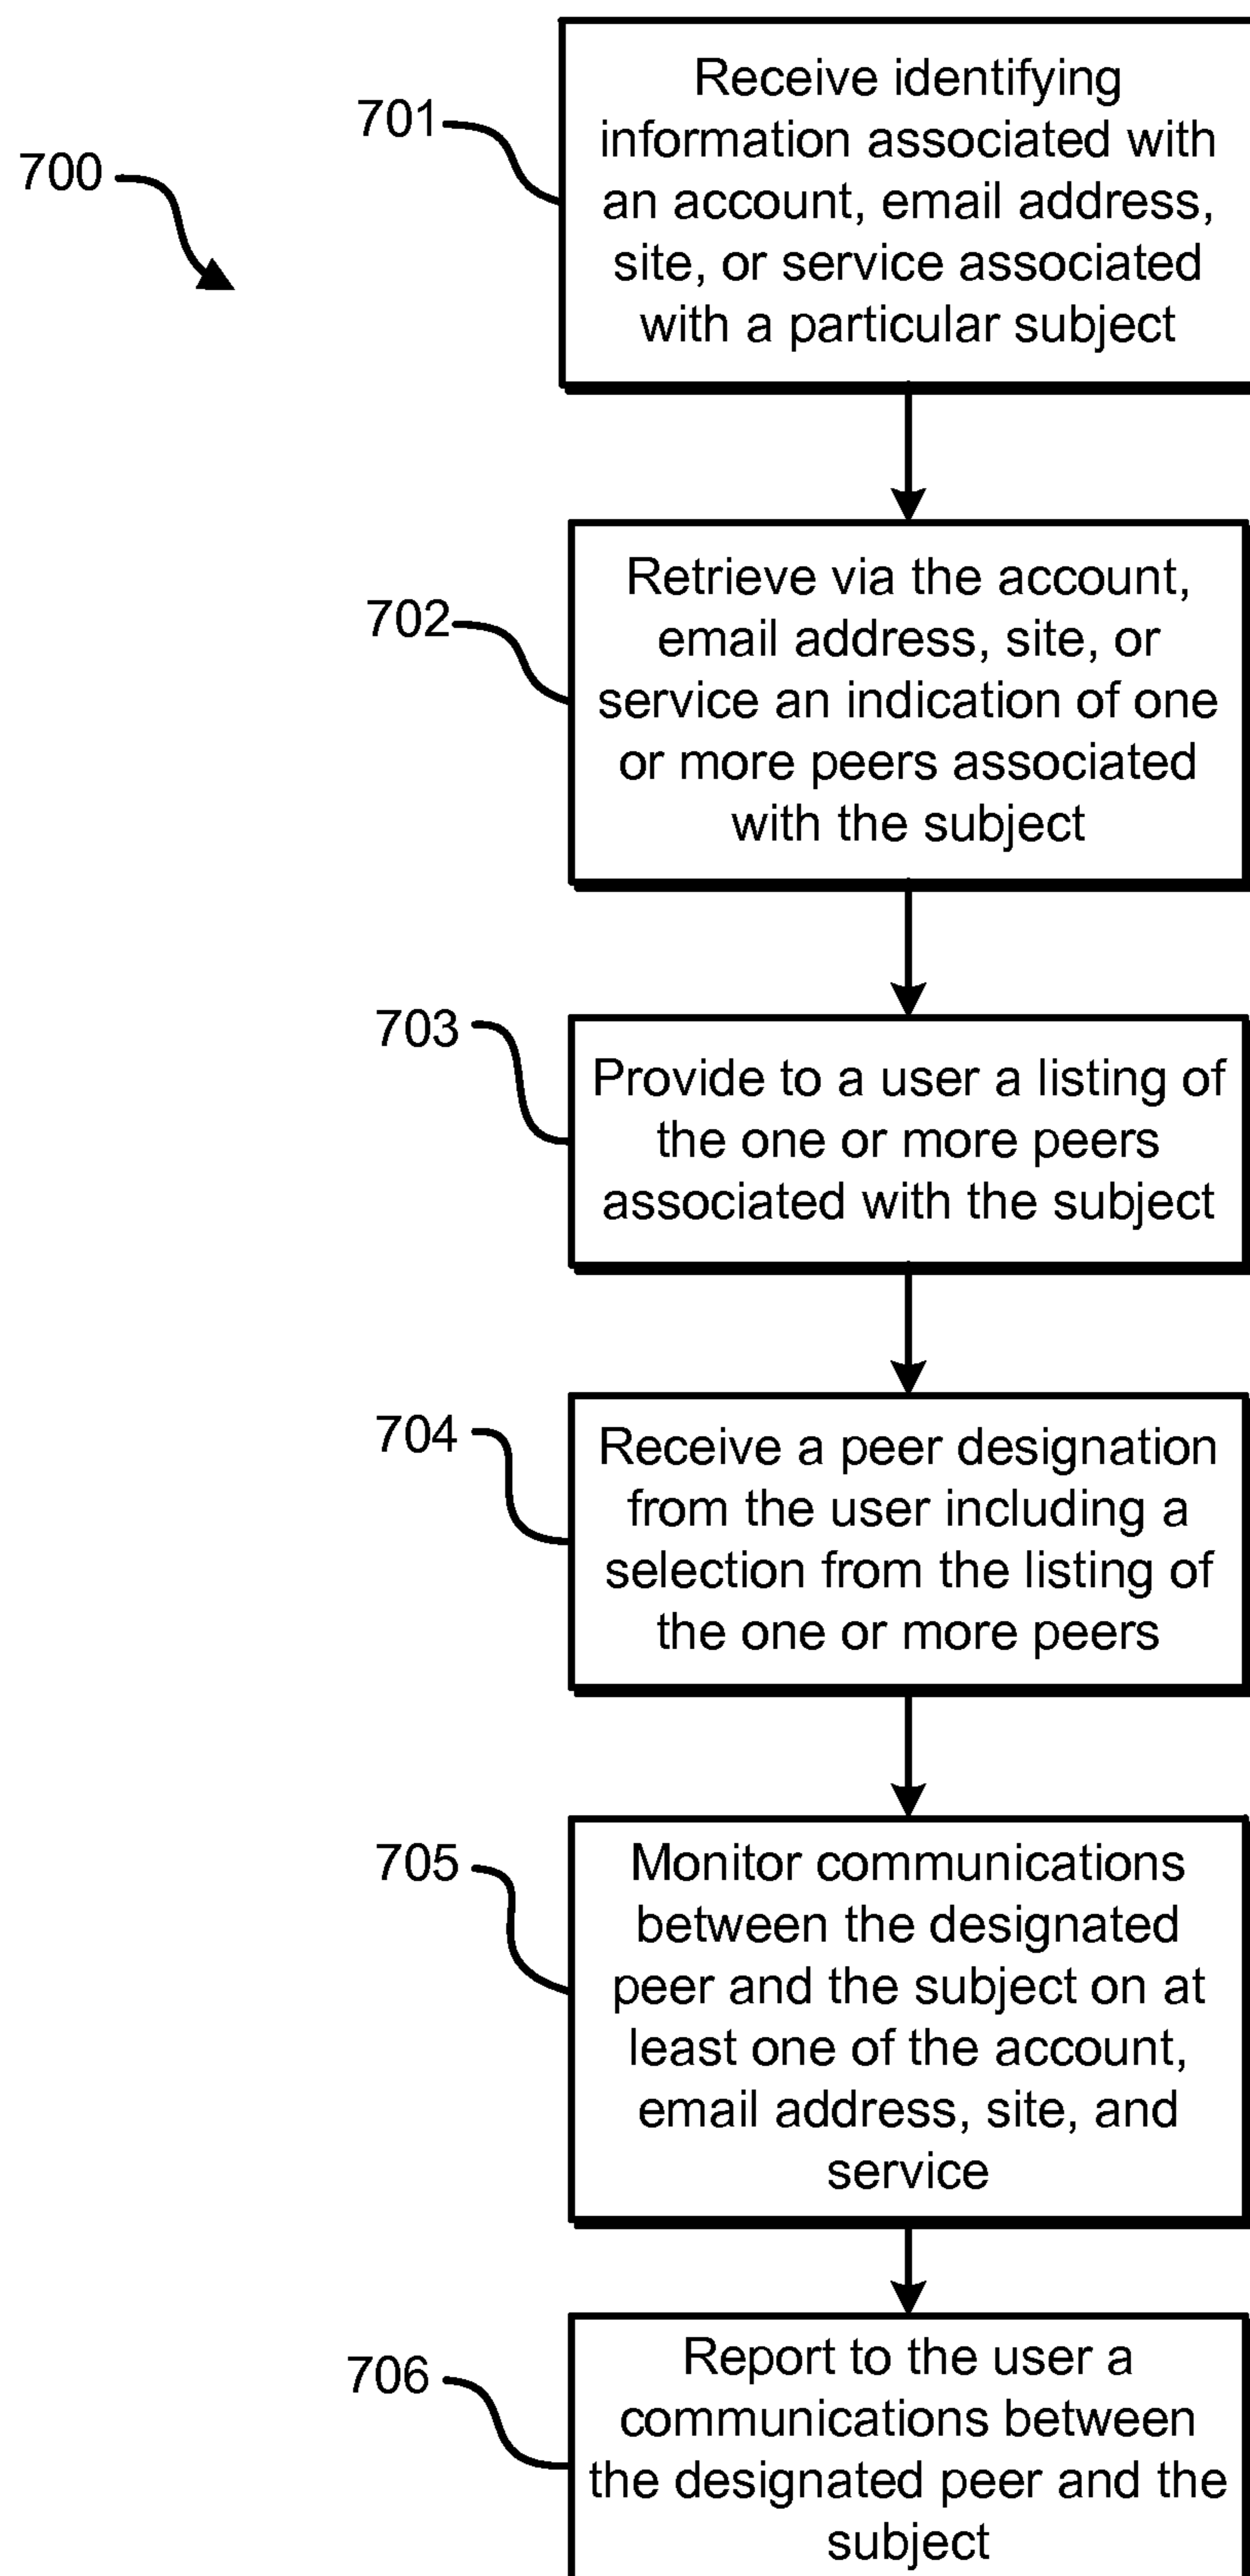 700
701
Receive identifying
information associated with
an account, email address,
site, or service associated
with a particular subject
702
Retrieve via the account,
email address, site, or
service an indication of one
or more peers associated
with the subject
703
Provide to a user a listing of
the one or more peers
associated with the subject
704
Receive a peer designation
from the user including a
selection from the listing of
the one or more peers
705
Monitor communications
between the designated
peer and the subject on at
least one of the account,
email address, site, and
service
706
Report to the user a
communications between
the designated peer and the
subject